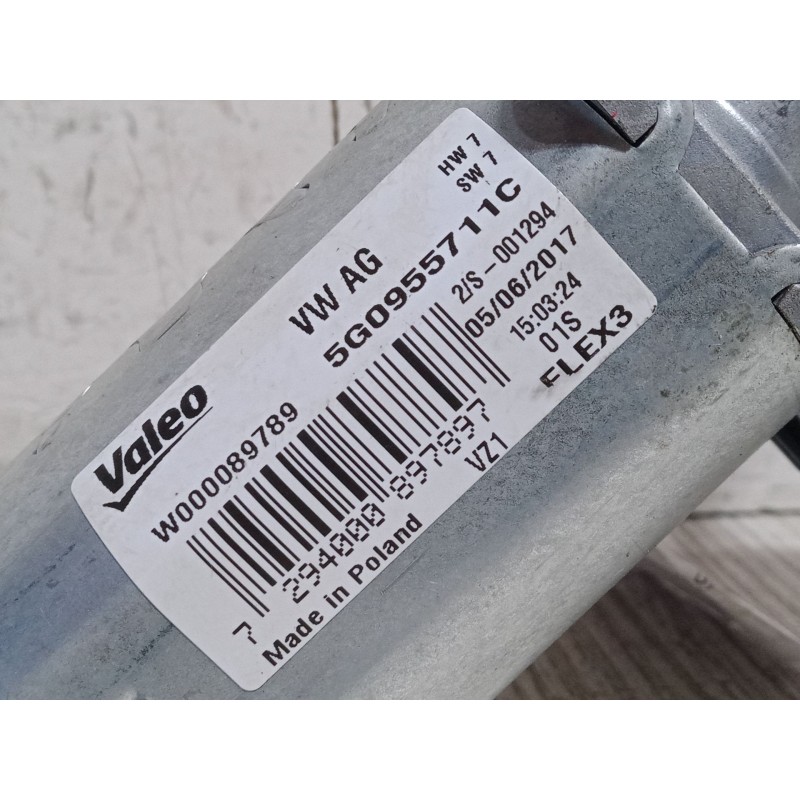 Valeo
VW AG
HW 7
SW 7
5G0955711C
2/S-001294
05/06/2017
15:03:24
01S
FLEX3
W000089789
7 294000 897897
VZ1
Made in Poland